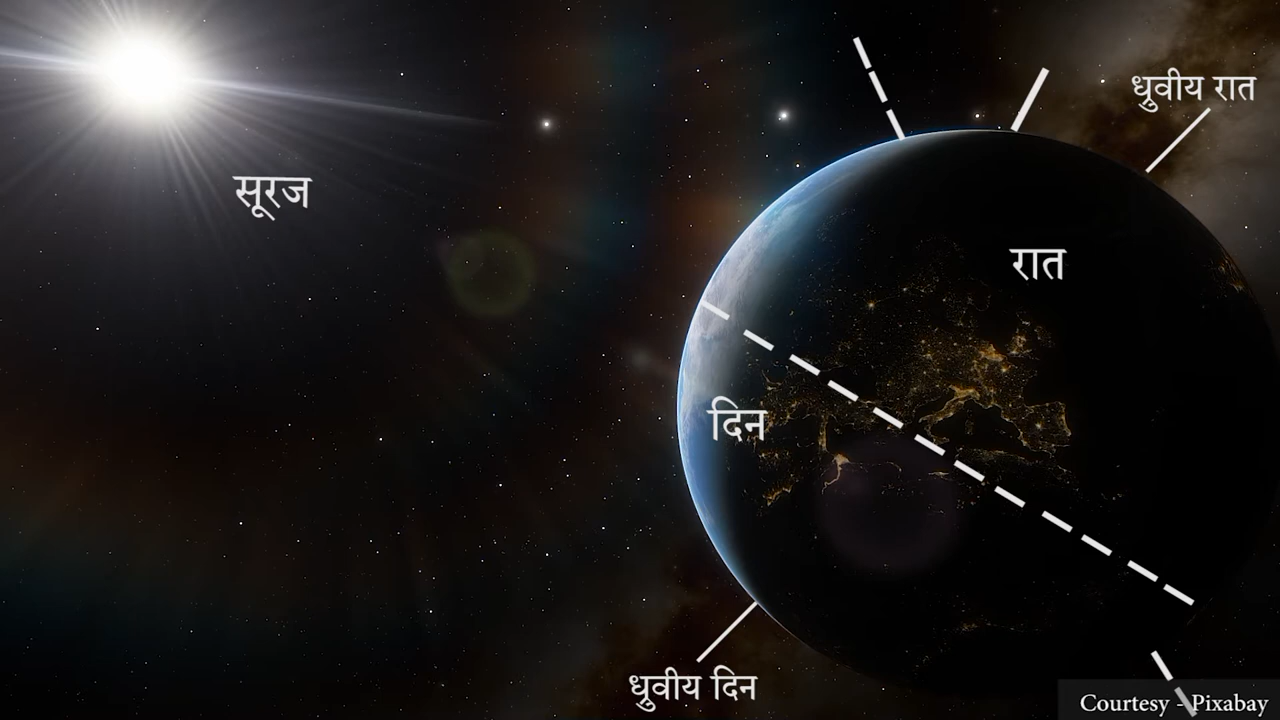 ध्रुवीय रात
सूरज
रात
दिन
ध्रुवीय दिन
Courtesy - Pixabay